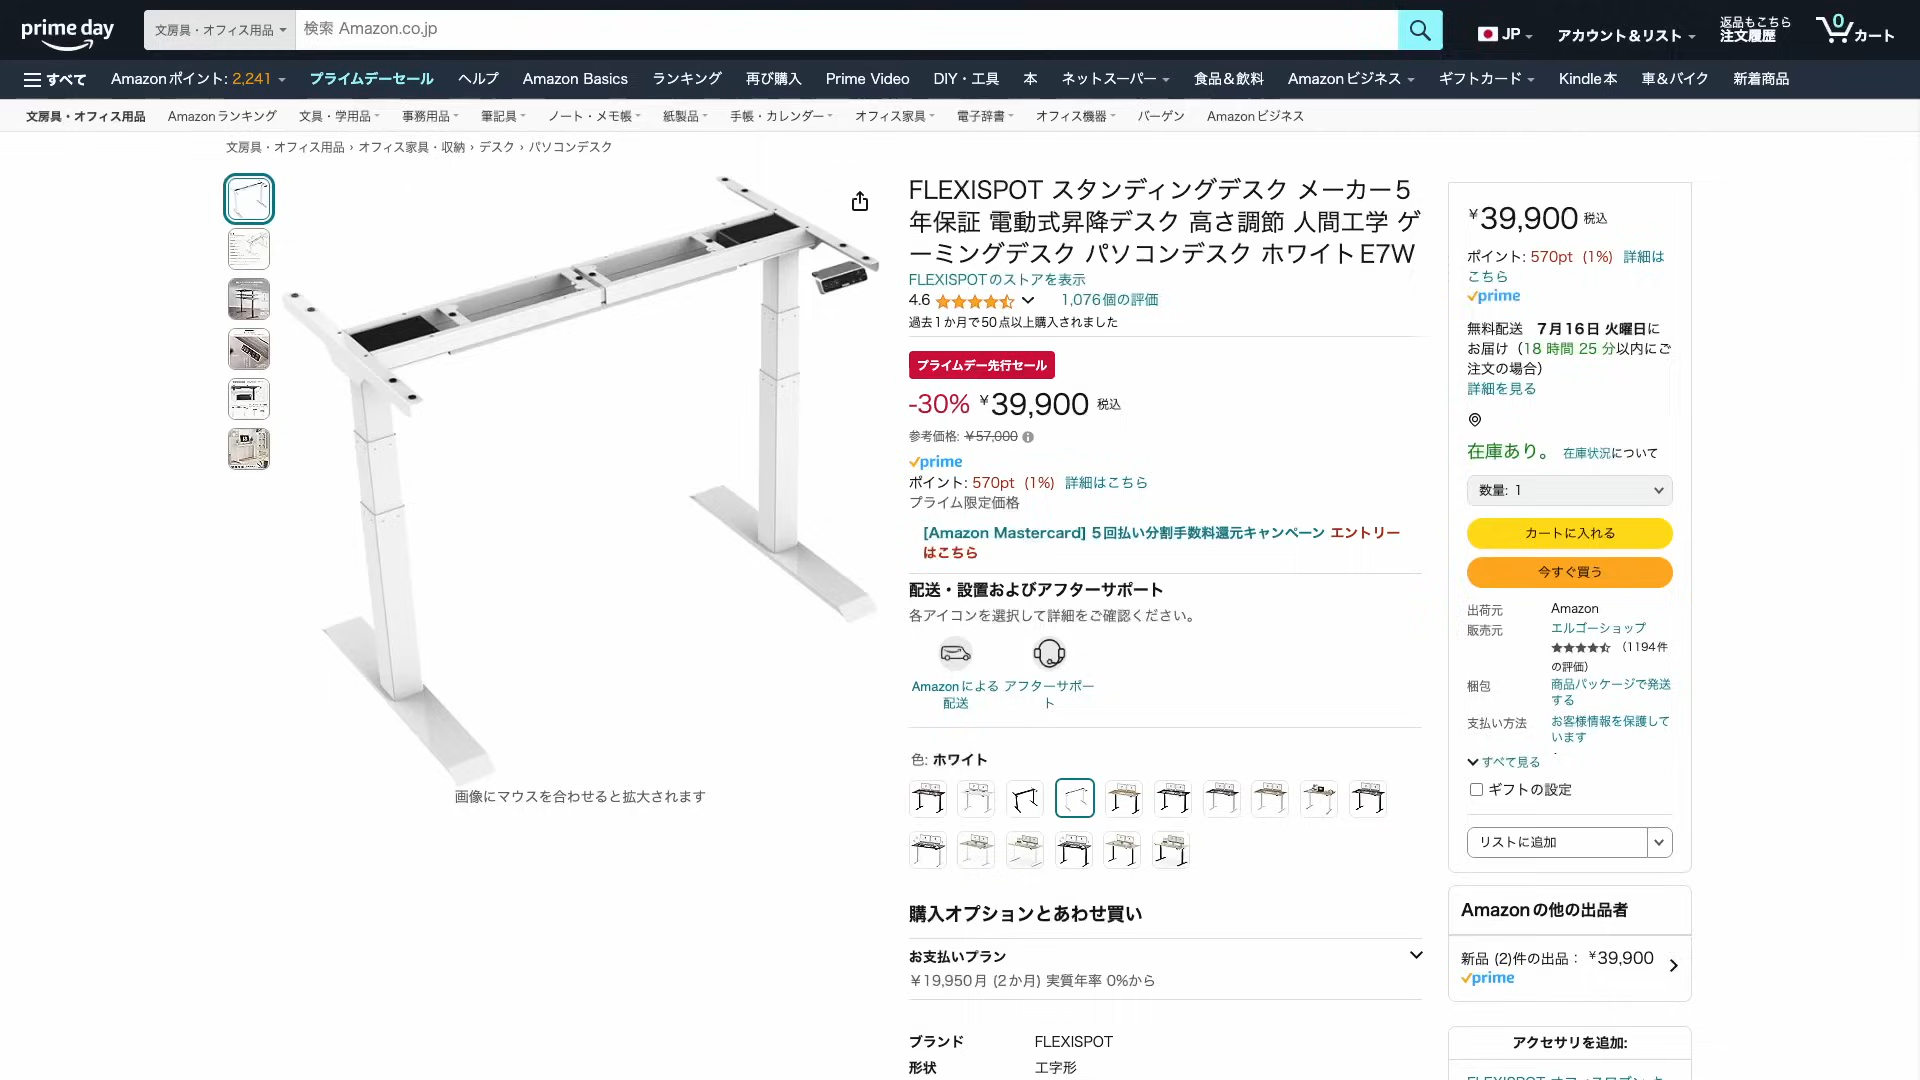 prime day
文房具・オフィス用品
検索 Amazon.co.jp
JP
アカウント＆リスト
返品もこちら
注文履歴
0
カート
すべて
Amazonポイント: 2,241
プライムデーセール
ヘルプ
Amazon Basics
ランキング
再び購入
Prime Video
DIY・工具
本
ネットスーパー
食品＆飲料
Amazonビジネス
ギフトカード
Kindle本
車＆バイク
新着商品
文房具・オフィス用品
Amazonランキング
文具・学用品
事務用品
筆記具
ノート・メモ帳
紙製品
手帳・カレンダー
オフィス家具
電子辞書
オフィス機器
バーゲン
Amazonビジネス
文房具・オフィス用品 › オフィス家具・収納 › デスク › パソコンデスク
画像にマウスを合わせると拡大されます
FLEXISPOT スタンディングデスク メーカー5
年保証 電動式昇降デスク 高さ調節 人間工学 ゲ
ーミングデスク パソコンデスク ホワイトE7W
FLEXISPOTのストアを表示
4.6
1,076個の評価
過去1か月で50点以上購入されました
プライムデー先行セール
-30% ￥39,900 税込
参考価格: ￥57,000
prime
ポイント: 570pt (1%) 詳細はこちら
プライム限定価格
[Amazon Mastercard] 5回払い分割手数料還元キャンペーン エントリー
はこちら
配送・設置およびアフターサポート
各アイコンを選択して詳細をご確認ください。
Amazonによる
配送
アフターサポー
ト
色: ホワイト
購入オプションとあわせ買い
お支払いプラン
￥19,950月 (2か月) 実質年率 0%から
ブランド FLEXISPOT
形状 工字形
￥39,900 税込
ポイント: 570pt (1%) 詳細は
こちら
prime
無料配送 7月16日 火曜日に
お届け（18 時間 25 分以内にご
注文の場合）
詳細を見る
在庫あり。 在庫状況について
数量: 1
カートに入れる
今すぐ買う
出荷元 Amazon
販売元 エルゴーショップ
（1194件
の評価）
梱包 商品パッケージで発送
する
支払い方法 お客様情報を保護して
います
すべて見る
ギフトの設定
リストに追加
Amazonの他の出品者
新品 (2)件の出品： ￥39,900
prime
アクセサリを追加: